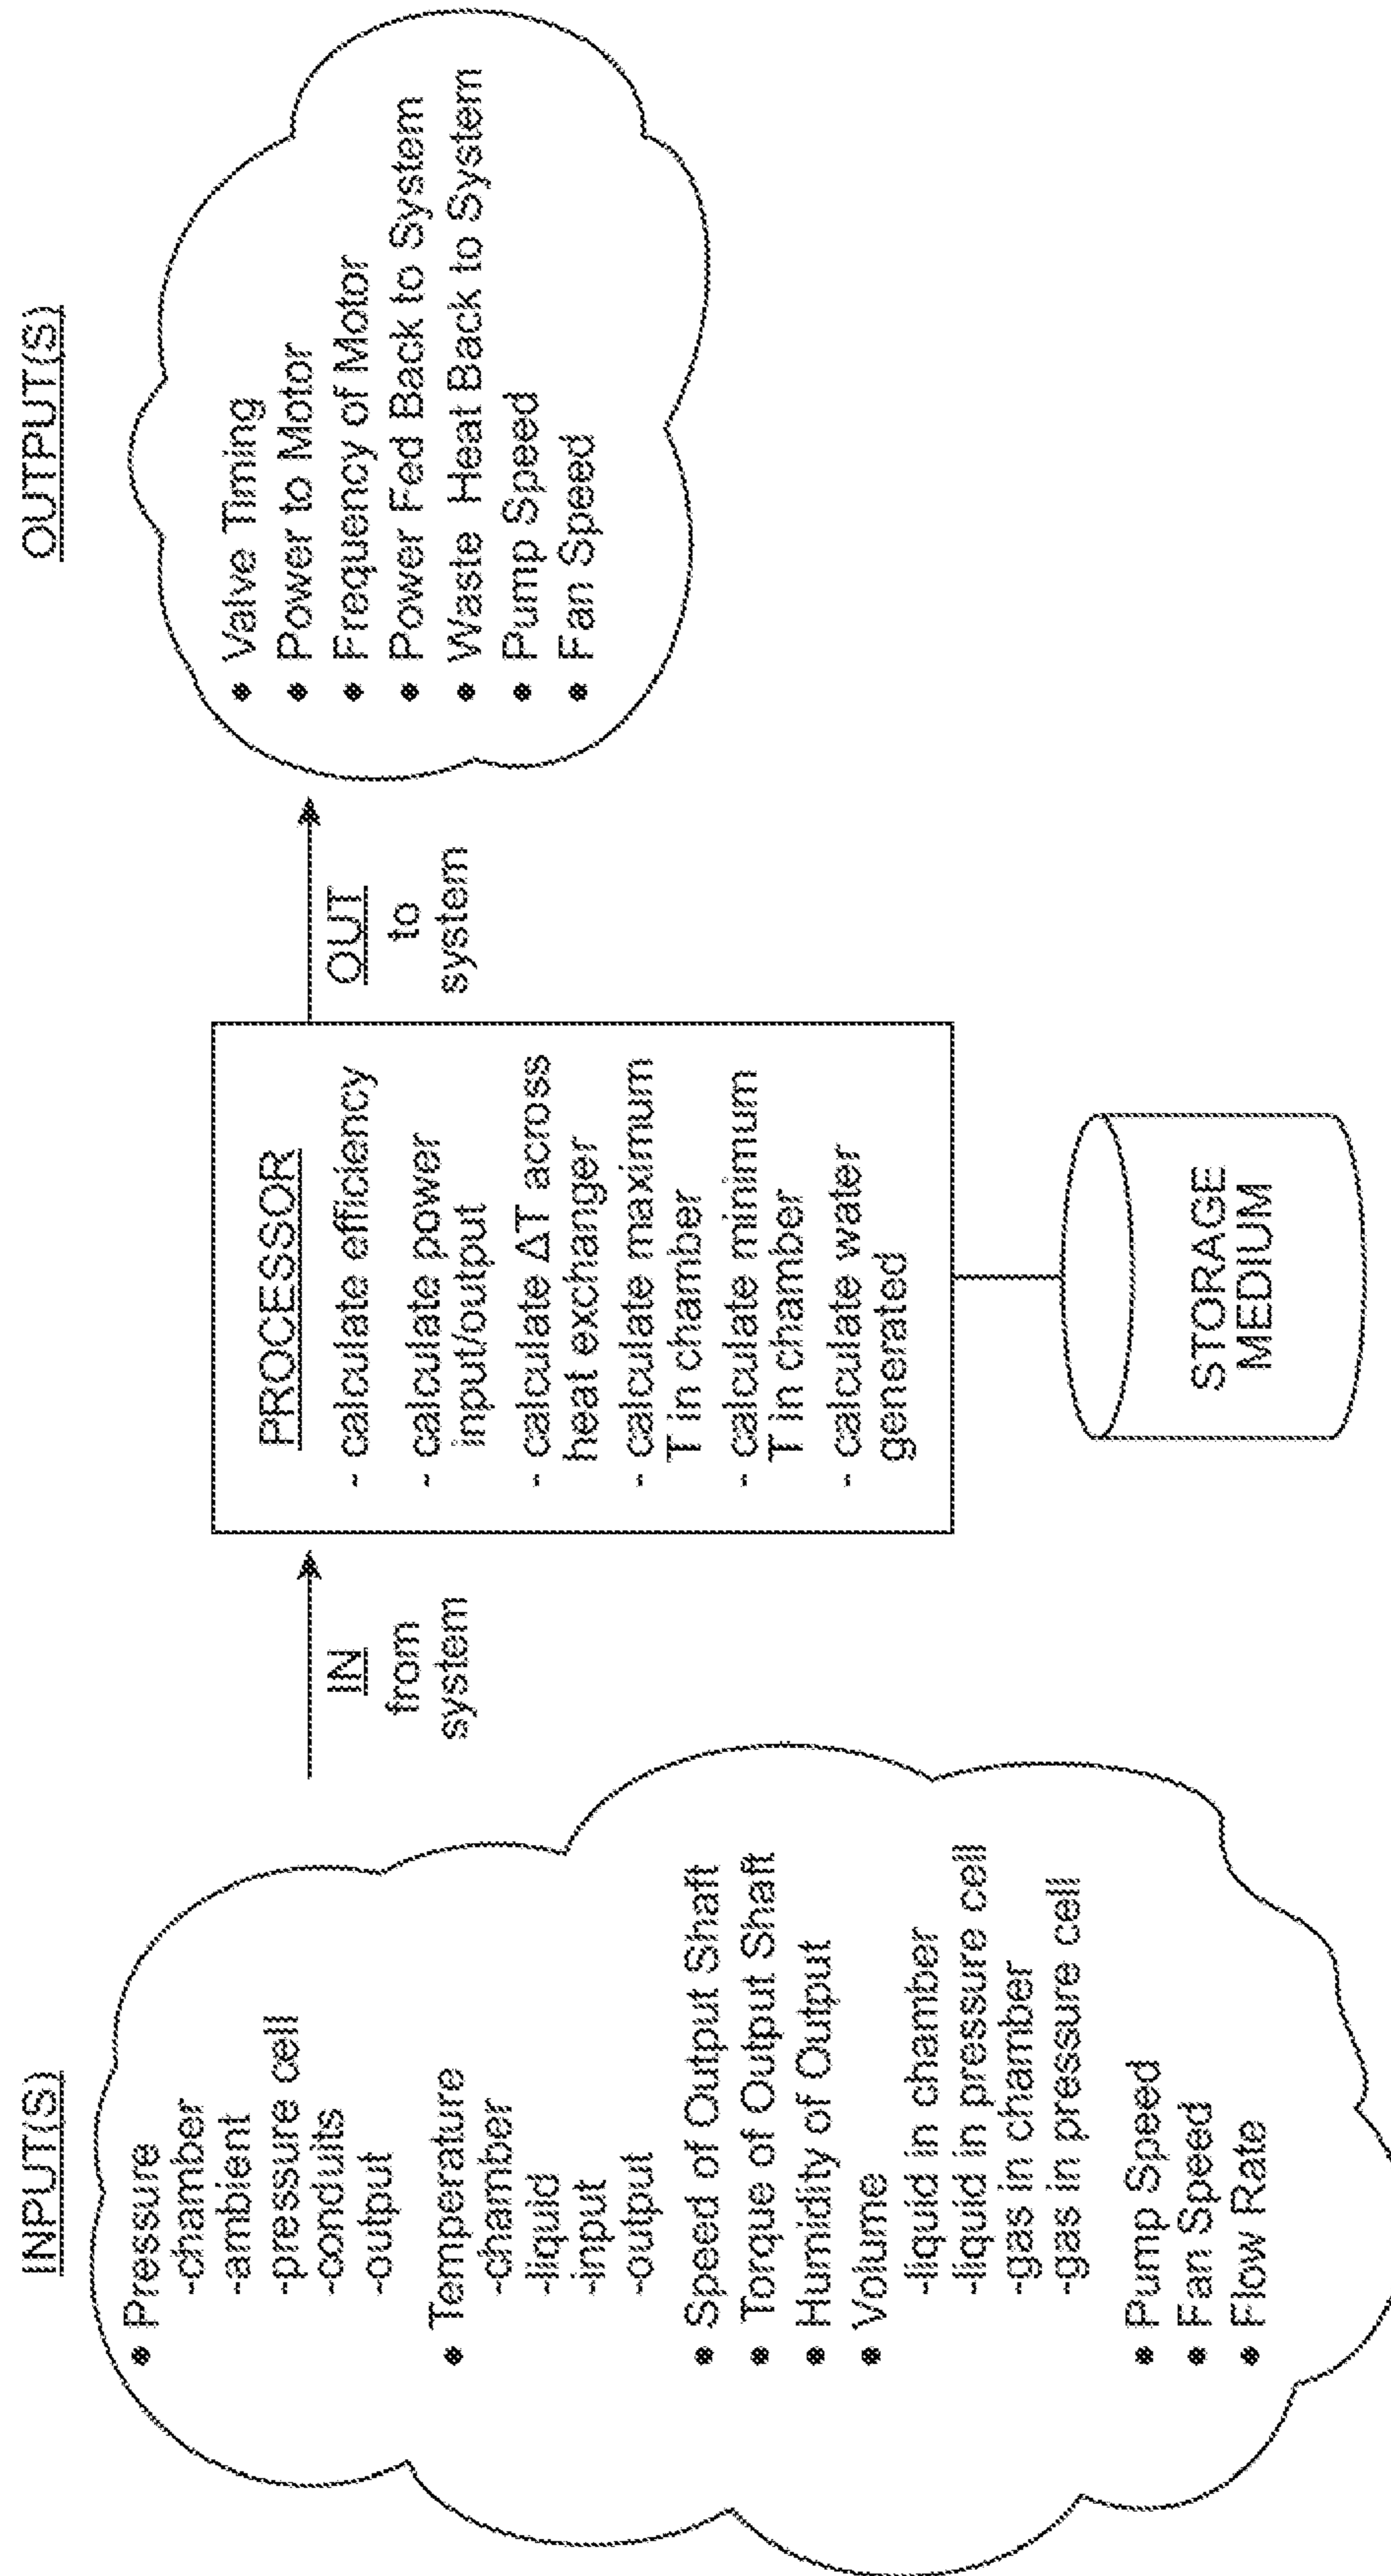 INPUT(S)
• Pressure
-chamber
-ambient
-pressure cell
-conduits
-output
• Temperature
-chamber
-liquid
-input
-output
• Speed of Output Shaft
• Torque of Output Shaft
• Humidity of Output
• Volume
-liquid in chamber
-liquid in pressure cell
-gas in chamber
-gas in pressure cell
• Pump Speed
• Fan Speed
• Flow Rate
IN
from
system
PROCESSOR
- calculate efficiency
- calculate power
input/output
- calculate ΔT across
heat exchanger
- calculate maximum
T in chamber
- calculate minimum
T in chamber
- calculate water
generated
STORAGE
MEDIUM
OUT
to
system
OUTPUT(S)
• Valve Timing
• Power to Motor
• Frequency of Motor
• Power Fed Back to System
• Waste Heat Back to System
• Pump Speed
• Fan Speed